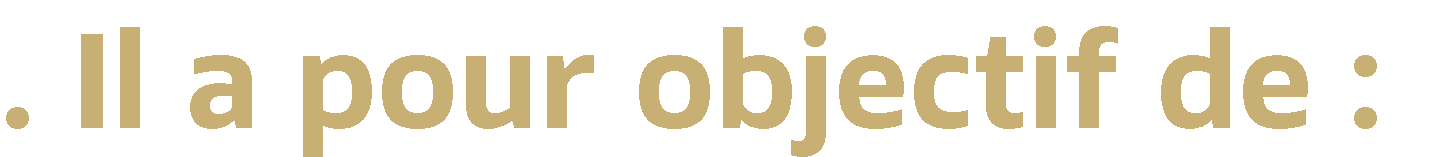 . Il a pour objectif de :